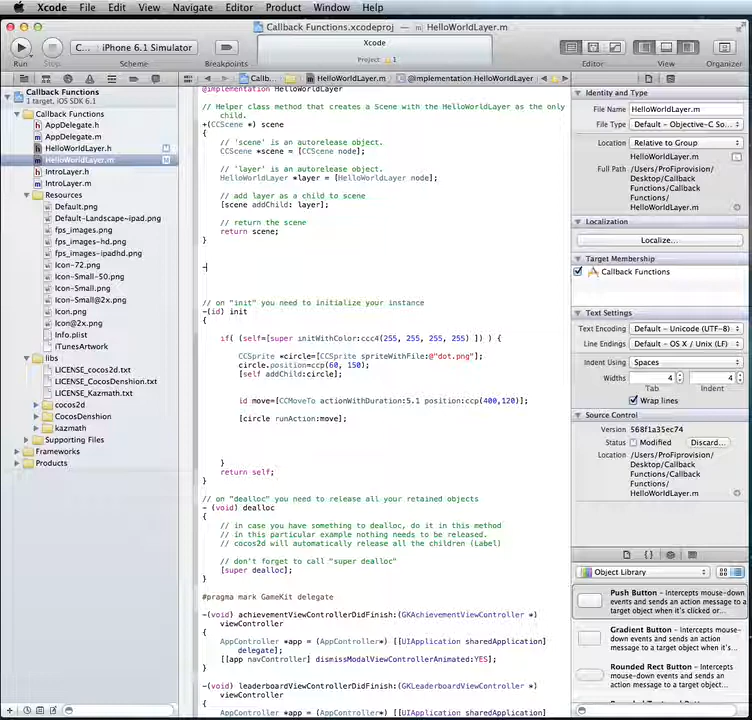 Xcode File Edit View Navigate Editor Product Window Help
Callback Functions.xcodeproj — HelloWorldLayer.m
C... iPhone 6.1 Simulator
Xcode
Project: 1
Run Stop Scheme Breakpoints Editor View Organizer
Callb... HelloWorldLayer.m @implementation HelloWorldLayer
Callback Functions
1 target, iOS SDK 6.1
Callback Functions
AppDelegate.h
AppDelegate.m
HelloWorldLayer.h M
HelloWorldLayer.m M
IntroLayer.h
IntroLayer.m
Resources
Default.png
Default-Landscape~ipad.png
fps_images.png
fps_images-hd.png
fps_images-ipadhd.png
Icon-72.png
Icon-Small-50.png
Icon-Small.png
Icon-Small@2x.png
Icon.png
Icon@2x.png
Info.plist
iTunesArtwork
libs
LICENSE_cocos2d.txt
LICENSE_CocosDenshion.txt
LICENSE_Kazmath.txt
cocos2d
CocosDenshion
kazmath
Supporting Files
Frameworks
Products
@implementation HelloWorldLayer
// Helper class method that creates a Scene with the HelloWorldLayer as the only
child.
+(CCScene *) scene
{
// 'scene' is an autorelease object.
CCScene *scene = [CCScene node];
// 'layer' is an autorelease object.
HelloWorldLayer *layer = [HelloWorldLayer node];
// add layer as a child to scene
[scene addChild: layer];
// return the scene
return scene;
}
-
// on "init" you need to initialize your instance
-(id) init
{
if( (self=[super initWithColor:ccc4(255, 255, 255, 255) ]) ) {
CCSprite *circle=[CCSprite spriteWithFile:@"dot.png"];
circle.position=ccp(60, 150);
[self addChild:circle];
id move=[CCMoveTo actionWithDuration:5.1 position:ccp(400,120)];
[circle runAction:move];
}
return self;
}
// on "dealloc" you need to release all your retained objects
- (void) dealloc
{
// in case you have something to dealloc, do it in this method
// in this particular example nothing needs to be released.
// cocos2d will automatically release all the children (Label)
// don't forget to call "super dealloc"
[super dealloc];
}
#pragma mark GameKit delegate
-(void) achievementViewControllerDidFinish:(GKAchievementViewController *)
viewController
{
AppController *app = (AppController*) [[UIApplication sharedApplication]
delegate];
[[app navController] dismissModalViewControllerAnimated:YES];
}
-(void) leaderboardViewControllerDidFinish:(GKLeaderboardViewController *)
viewController
{
AppController *app = (AppController*) [[UIApplication sharedApplication]
Identity and Type
File Name HelloWorldLayer.m
File Type Default - Objective-C So...
Location Relative to Group
HelloWorldLayer.m
Full Path /Users/ProFiprovision/
Desktop/Callback
Functions/Callback
Functions/
HelloWorldLayer.m
Localization
Localize...
Target Membership
Callback Functions
Text Settings
Text Encoding Default - Unicode (UTF-8)
Line Endings Default - OS X / Unix (LF)
Indent Using Spaces
Widths 4 4
Tab Indent
Wrap lines
Source Control
Version 568f1a35ec74
Status Modified Discard...
Location /Users/ProFiprovision/
Desktop/Callback
Functions/Callback
Functions/
HelloWorldLayer.m
Object Library
Push Button - Intercepts mouse-down
events and sends an action message to a
target object when it's clicked or...
Gradient Button - Intercepts mouse-
down events and sends an action
message to a target object when it's...
Rounded Rect Button - Intercepts
mouse-down events and sends an
action message to a target object...